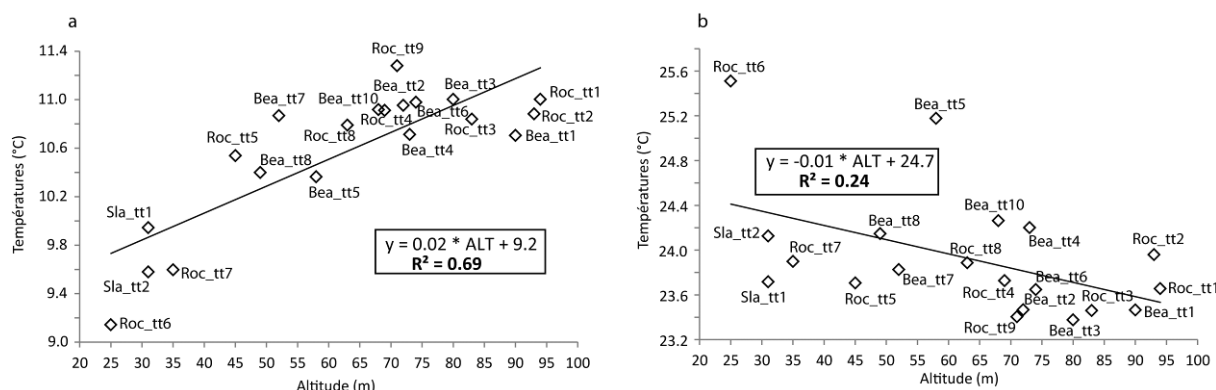 a
Températures (°C)
11.4
11.0
10.6
10.2
9.8
9.4
9.0
Roc_tt9
Bea_tt7
Bea_tt10
Bea_tt2
Bea_tt3
Roc_tt1
Roc_tt5
Roc_tt8
Roc_tt4
Bea_tt6
Roc_tt3
Roc_tt2
Bea_tt8
Bea_tt4
Bea_tt1
Bea_tt5
Sla_tt1
Sla_tt2
Roc_tt7
Roc_tt6
y = 0.02 * ALT + 9.2
R² = 0.69
20 25 30 35 40 45 50 55 60 65 70 75 80 85 90 95 100
Altitude (m)
b
Températures (°C)
25.6
25.2
24.8
24.4
24.0
23.6
23.2
Roc_tt6
Bea_tt5
y = -0.01 * ALT + 24.7
R² = 0.24
Bea_tt10
Bea_tt8
Bea_tt4
Sla_tt2
Roc_tt7
Roc_tt8
Roc_tt2
Bea_tt7
Bea_tt6
Sla_tt1
Roc_tt5
Roc_tt4
Bea_tt2
Roc_tt3
Roc_tt1
Roc_tt9
Bea_tt3
Bea_tt1
20 25 30 35 40 45 50 55 60 65 70 75 80 85 90 95 100
Altitude (m)